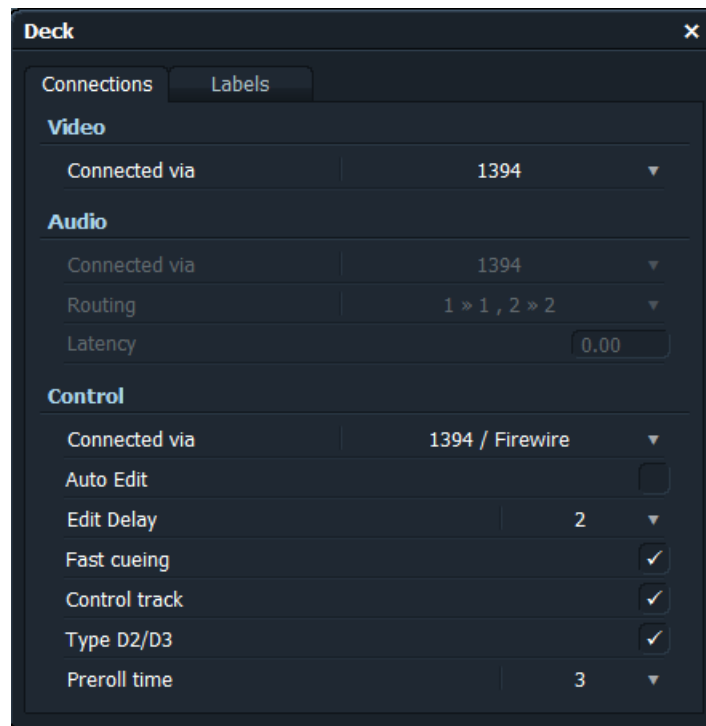 Deck
Connections Labels
Video
Connected via 1394
Audio
Connected via 1394
Routing 1 » 1 , 2 » 2
Latency 0.00
Control
Connected via 1394 / Firewire
Auto Edit
Edit Delay 2
Fast cueing
Control track
Type D2/D3
Preroll time 3